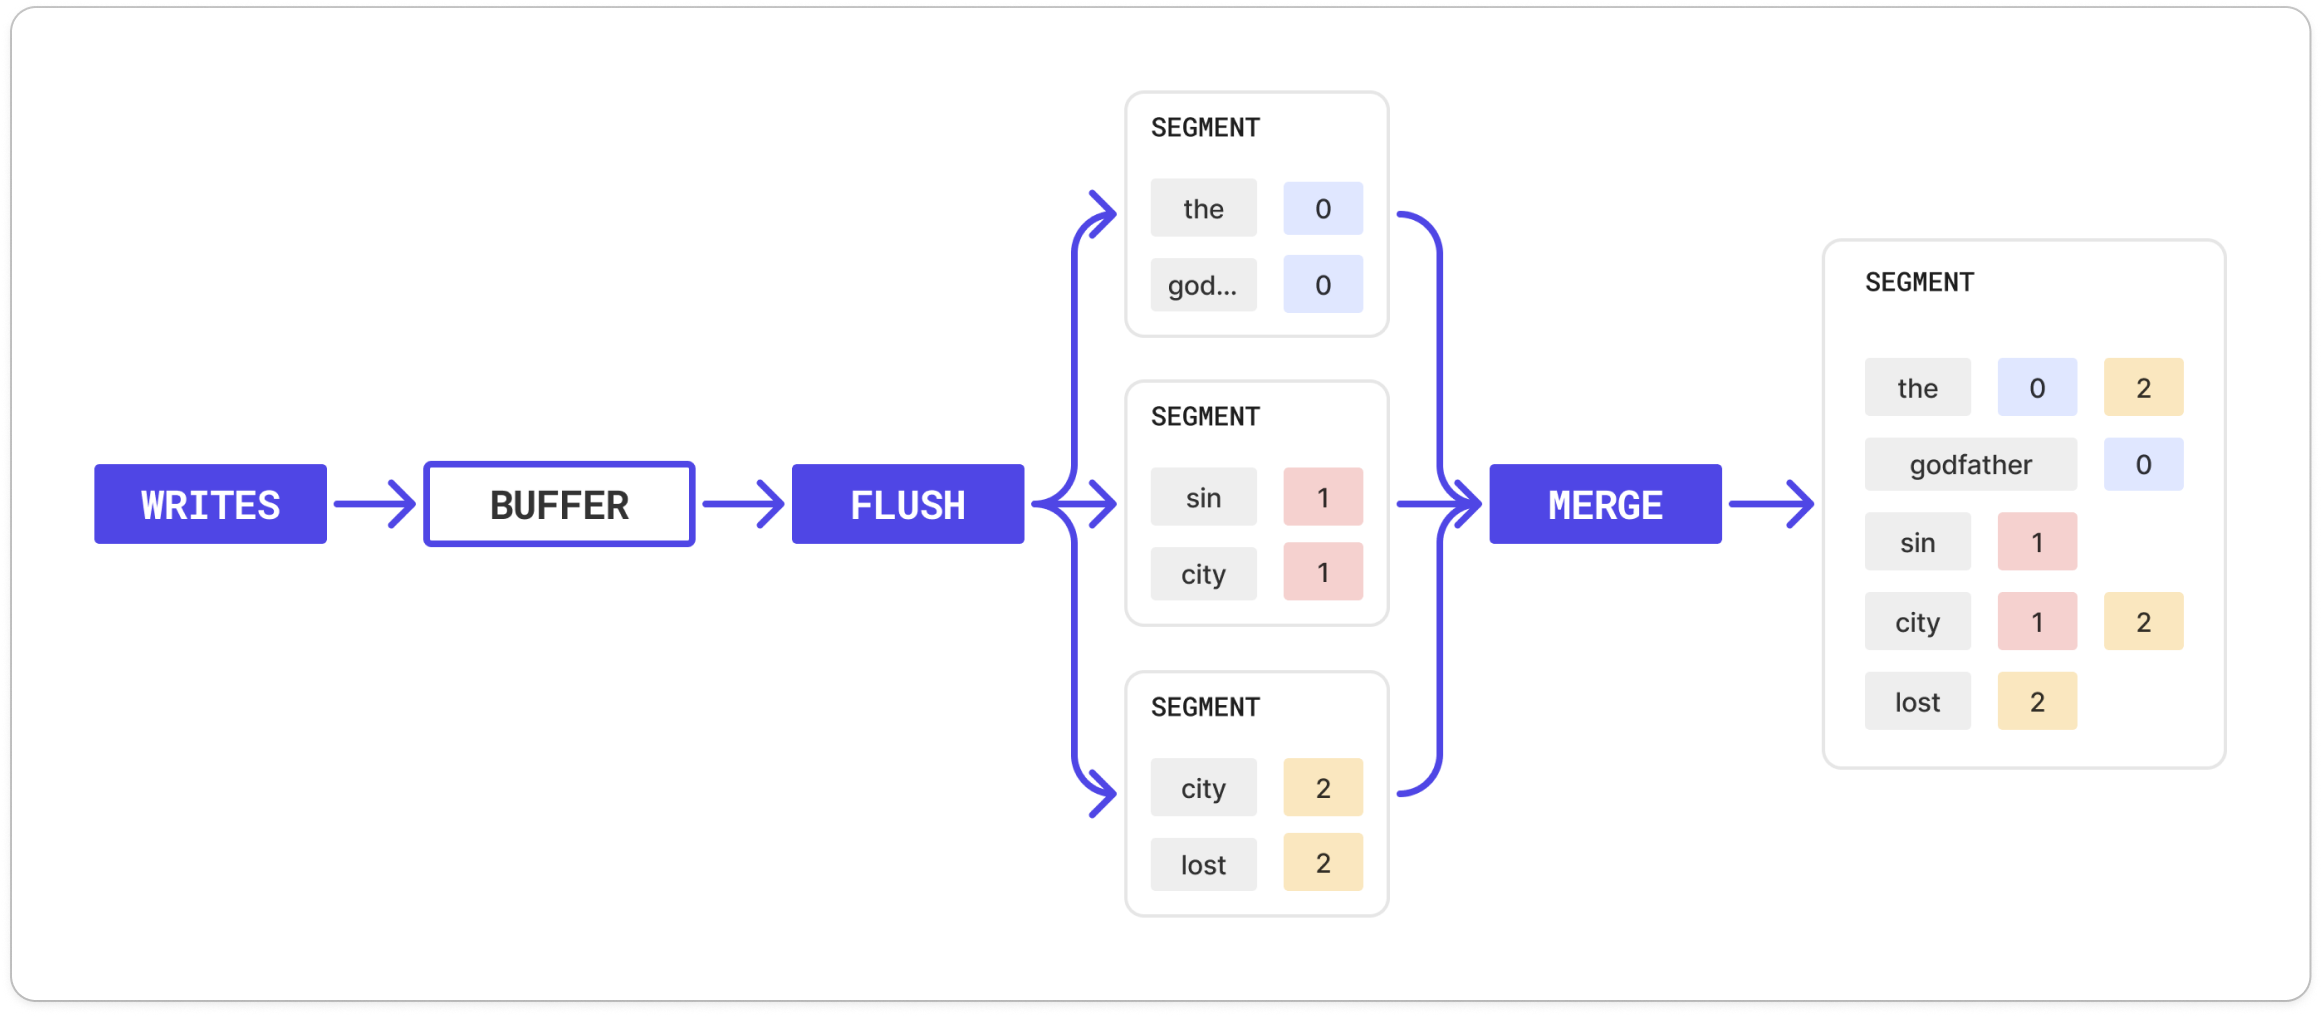 WRITES
BUFFER
FLUSH
SEGMENT
the 0
god... 0
SEGMENT
sin 1
city 1
SEGMENT
city 2
lost 2
MERGE
SEGMENT
the 0 2
godfather 0
sin 1
city 1 2
lost 2